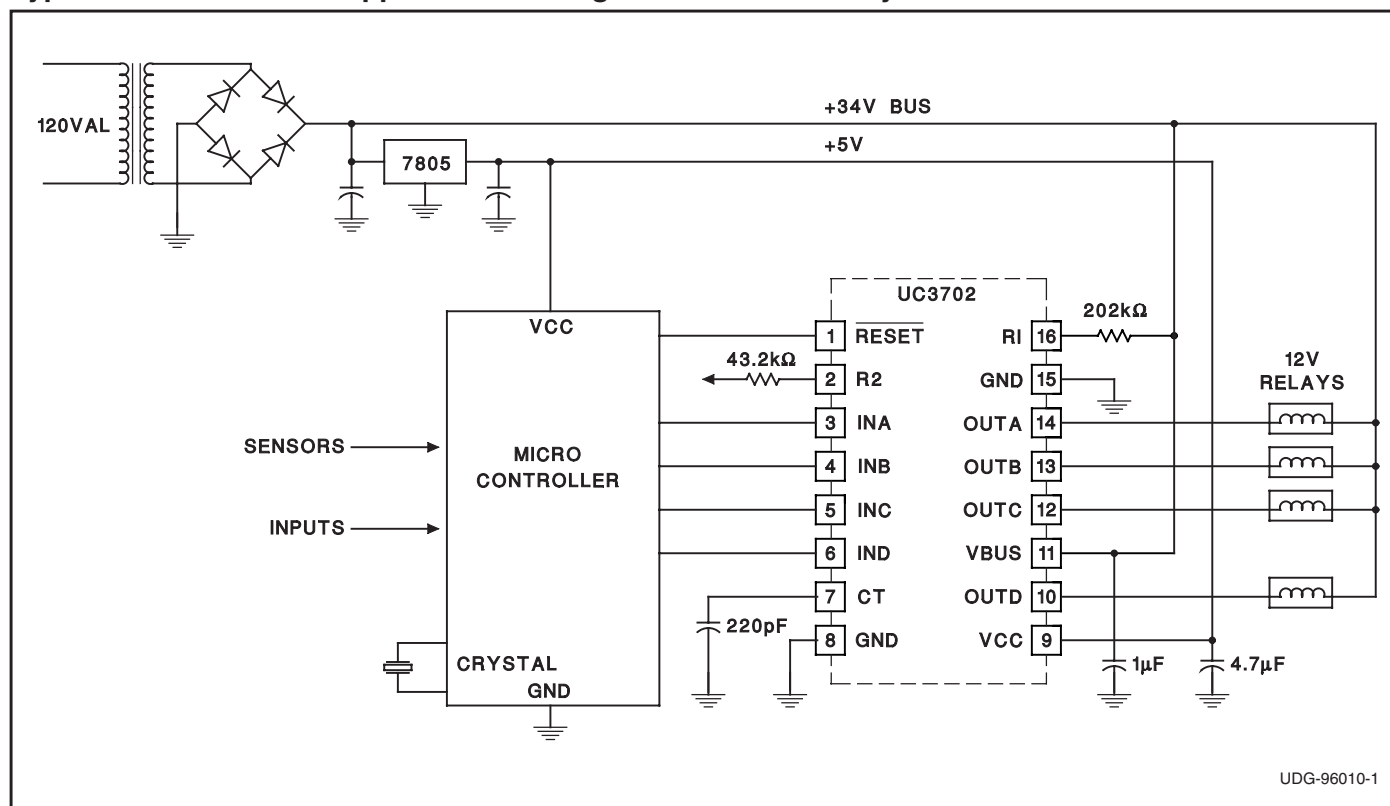 +34V BUS
120VAL
+5V
7805
UC3702
202kΩ
VCC
1 RESET
RI 16
12V
RELAYS
43.2kΩ
2 R2
GND 15
SENSORS
MICRO
CONTROLLER
3 INA
OUTA 14
4 INB
OUTB 13
INPUTS
5 INC
OUTC 12
6 IND
VBUS 11
7 CT
OUTD 10
220pF
8 GND
VCC 9
CRYSTAL
GND
1µF
4.7µF
UDG-96010-1